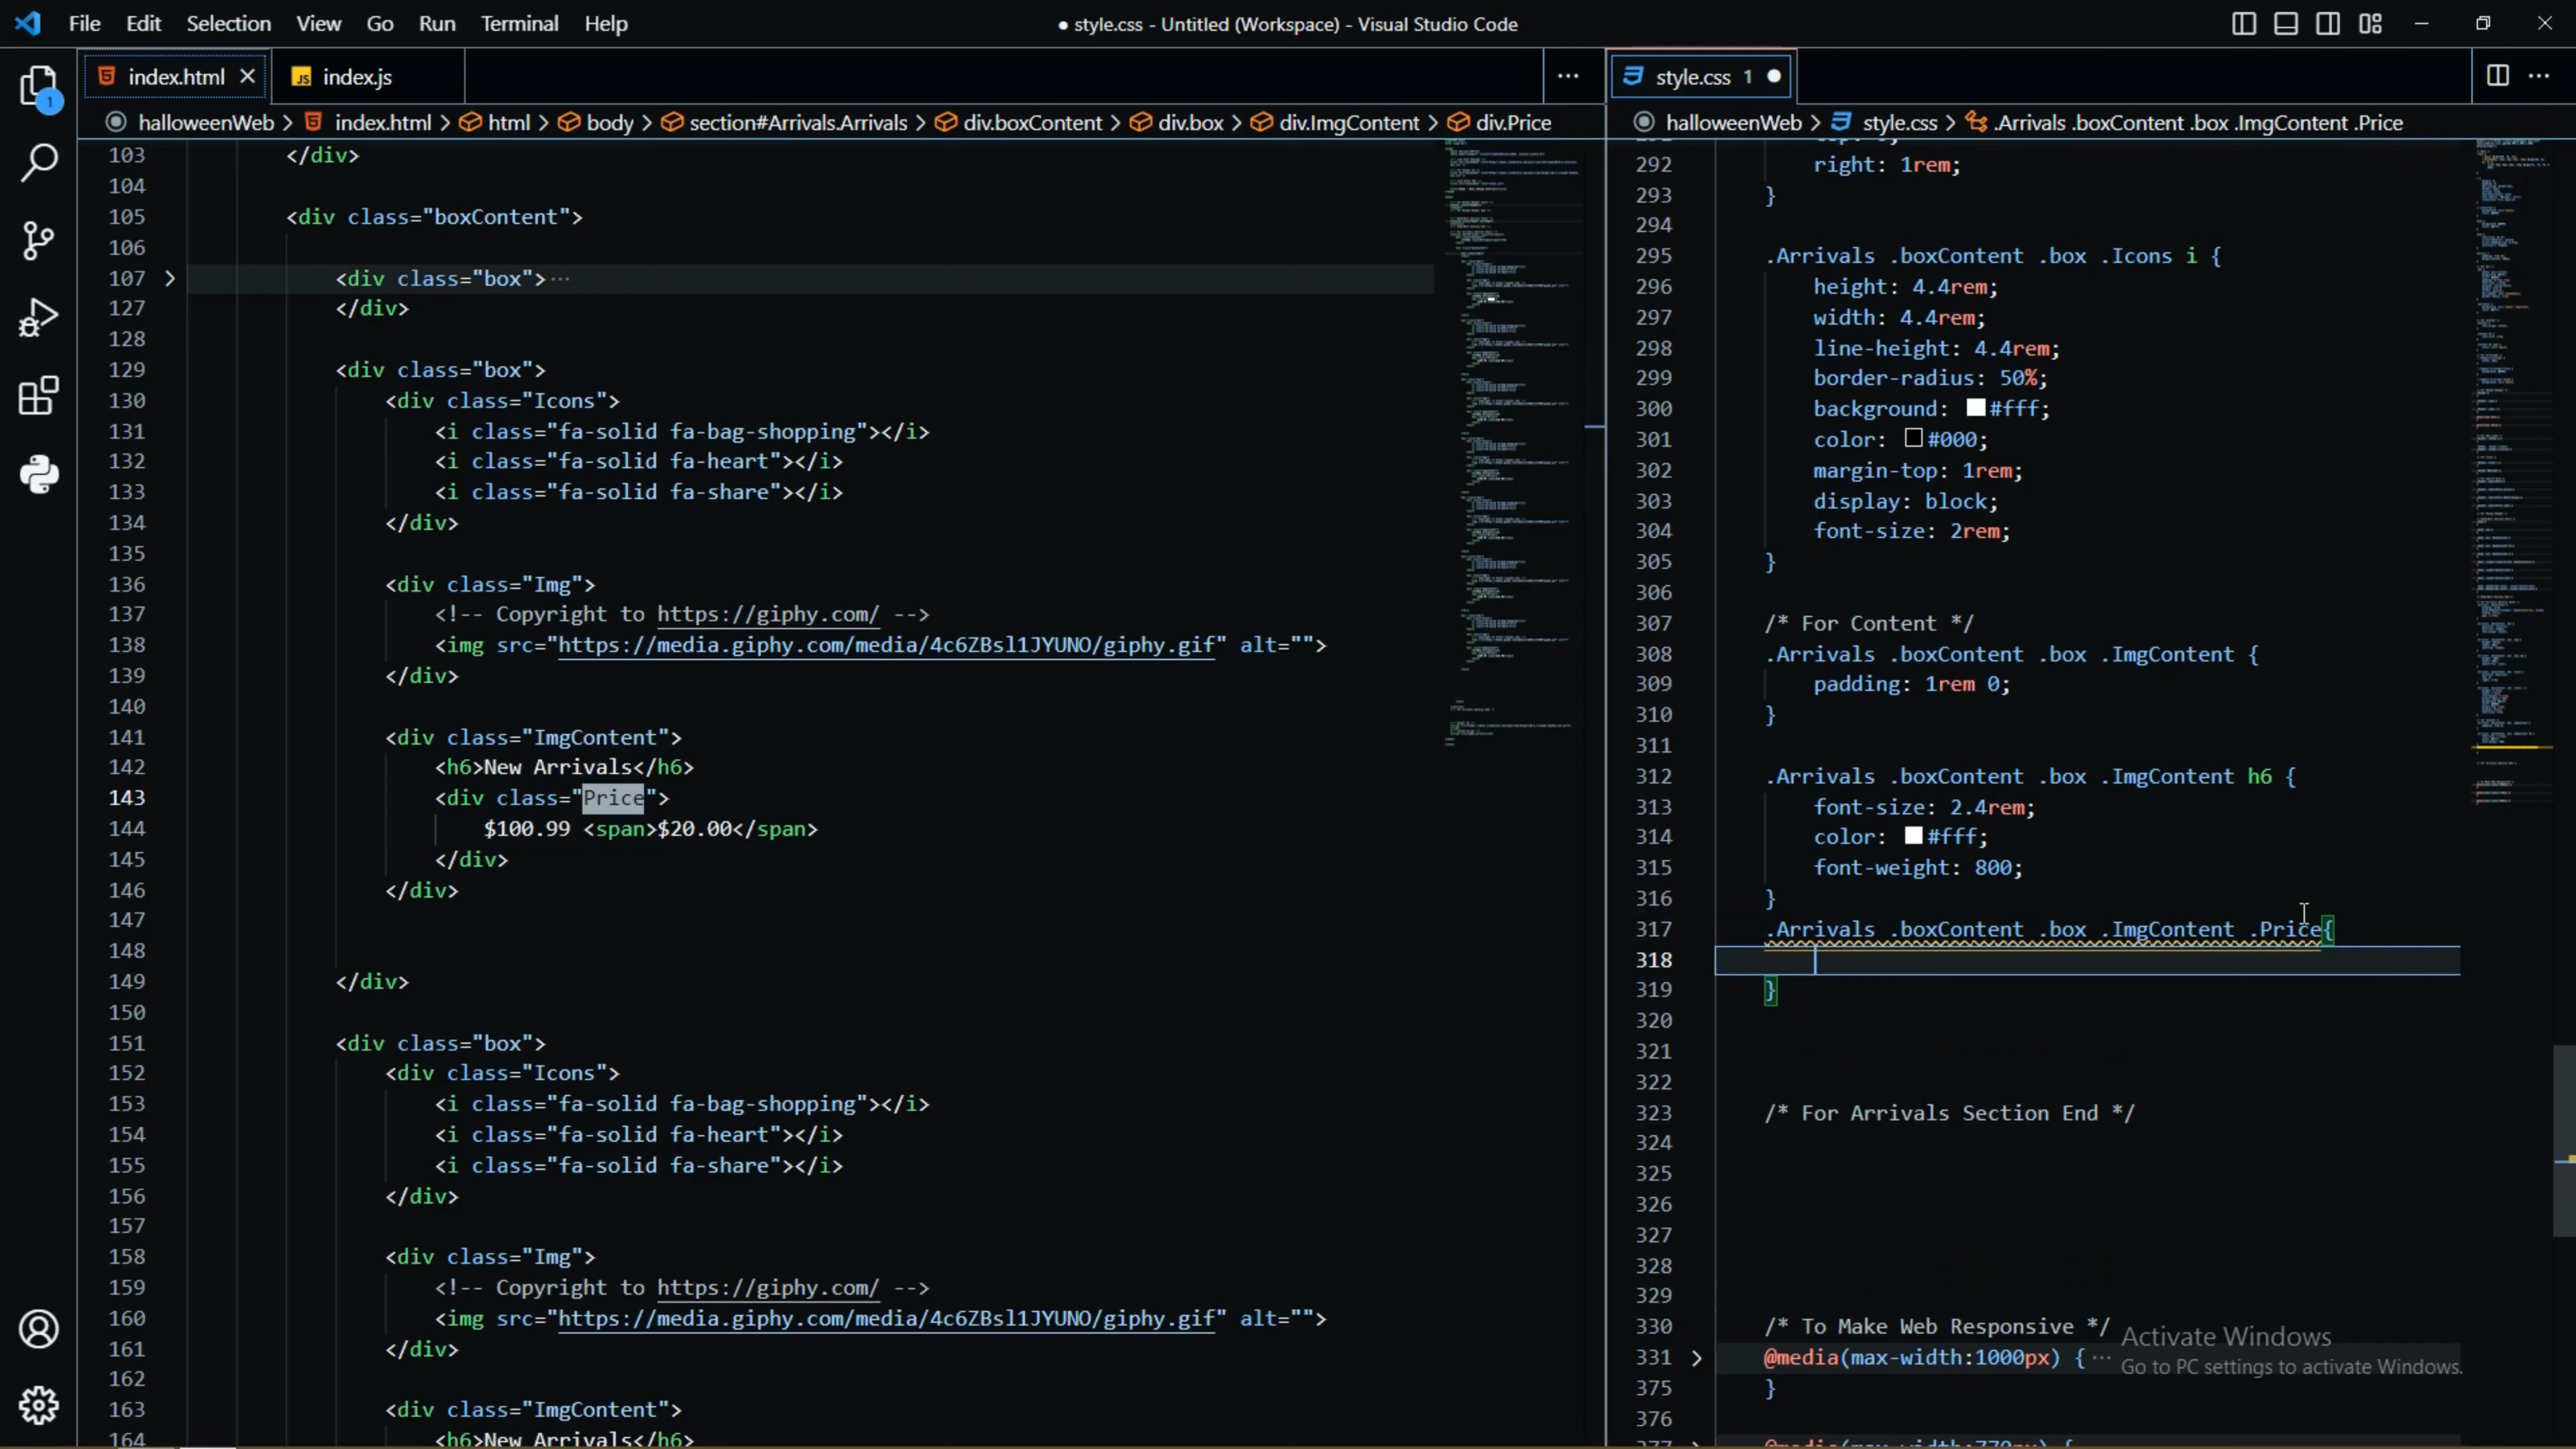 File Edit Selection View Go Run Terminal Help
● style.css - Untitled (Workspace) - Visual Studio Code
index.html
JS index.js
halloweenWeb > index.html > html > body > section#Arrivals.Arrivals > div.boxContent > div.box > div.ImgContent > div.Price
103 </div>
104
105 <div class="boxContent">
106
107 <div class="box">...
127 </div>
128
129 <div class="box">
130 <div class="Icons">
131 <i class="fa-solid fa-bag-shopping"></i>
132 <i class="fa-solid fa-heart"></i>
133 <i class="fa-solid fa-share"></i>
134 </div>
135
136 <div class="Img">
137 <!-- Copyright to https://giphy.com/ -->
138 <img src="https://media.giphy.com/media/4c6ZBsl1JYUNO/giphy.gif" alt="">
139 </div>
140
141 <div class="ImgContent">
142 <h6>New Arrivals</h6>
143 <div class="Price">
144 $100.99 <span>$20.00</span>
145 </div>
146 </div>
147
148
149 </div>
150
151 <div class="box">
152 <div class="Icons">
153 <i class="fa-solid fa-bag-shopping"></i>
154 <i class="fa-solid fa-heart"></i>
155 <i class="fa-solid fa-share"></i>
156 </div>
157
158 <div class="Img">
159 <!-- Copyright to https://giphy.com/ -->
160 <img src="https://media.giphy.com/media/4c6ZBsl1JYUNO/giphy.gif" alt="">
161 </div>
162
163 <div class="ImgContent">
164 <h6>New Arrivals</h6>
style.css 1
halloweenWeb > style.css > .Arrivals .boxContent .box .ImgContent .Price
292 right: 1rem;
293 }
294
295 .Arrivals .boxContent .box .Icons i {
296 height: 4.4rem;
297 width: 4.4rem;
298 line-height: 4.4rem;
299 border-radius: 50%;
300 background: #fff;
301 color: #000;
302 margin-top: 1rem;
303 display: block;
304 font-size: 2rem;
305 }
306
307 /* For Content */
308 .Arrivals .boxContent .box .ImgContent {
309 padding: 1rem 0;
310 }
311
312 .Arrivals .boxContent .box .ImgContent h6 {
313 font-size: 2.4rem;
314 color: #fff;
315 font-weight: 800;
316 }
317 .Arrivals .boxContent .box .ImgContent .Price{
318
319 }
320
321
322
323 /* For Arrivals Section End */
324
325
326
327
328
329
330 /* To Make Web Responsive */
331 @media(max-width:1000px) {...
375 }
376
Activate Windows
Go to PC settings to activate Windows.